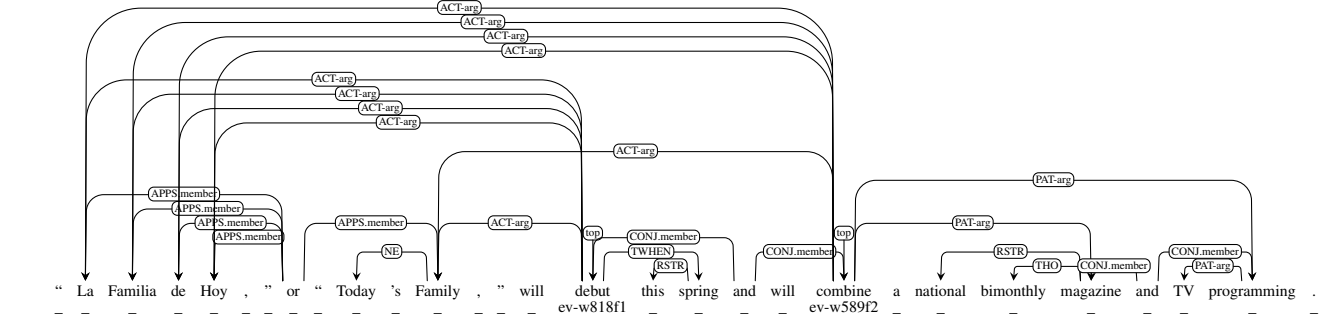 ACT-arg
ACT-arg
ACT-arg
ACT-arg
ACT-arg
ACT-arg
ACT-arg
ACT-arg
ACT-arg
PAT-arg
APPS.member
APPS.member
APPS.member APPS.member ACT-arg PAT-arg
APPS.member top CONJ.member top
NE TWHEN CONJ.member RSTR CONJ.member
RSTR THO CONJ.member PAT-arg
“ La Familia de Hoy , ” or “ Today ’s Family , ” will debut this spring and will combine a national bimonthly magazine and TV programming .
_ _ _ _ _ _ _ _ _ _ _ _ _ _ _ ev-w818f1 _ _ _ _ ev-w589f2 _ _ _ _ _ _ _ _